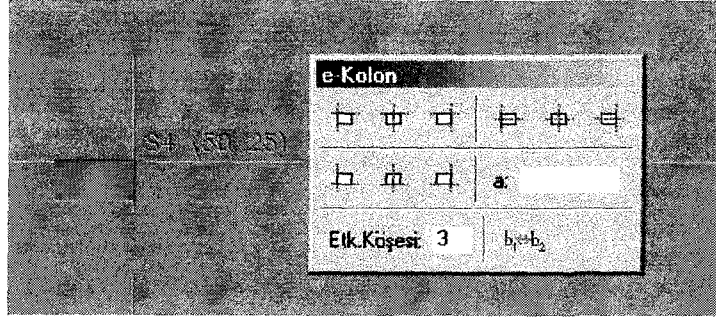 e-Kolon
S4 (50/25)
a:
Etk.Köşesi: 3 b₁⇔b₂